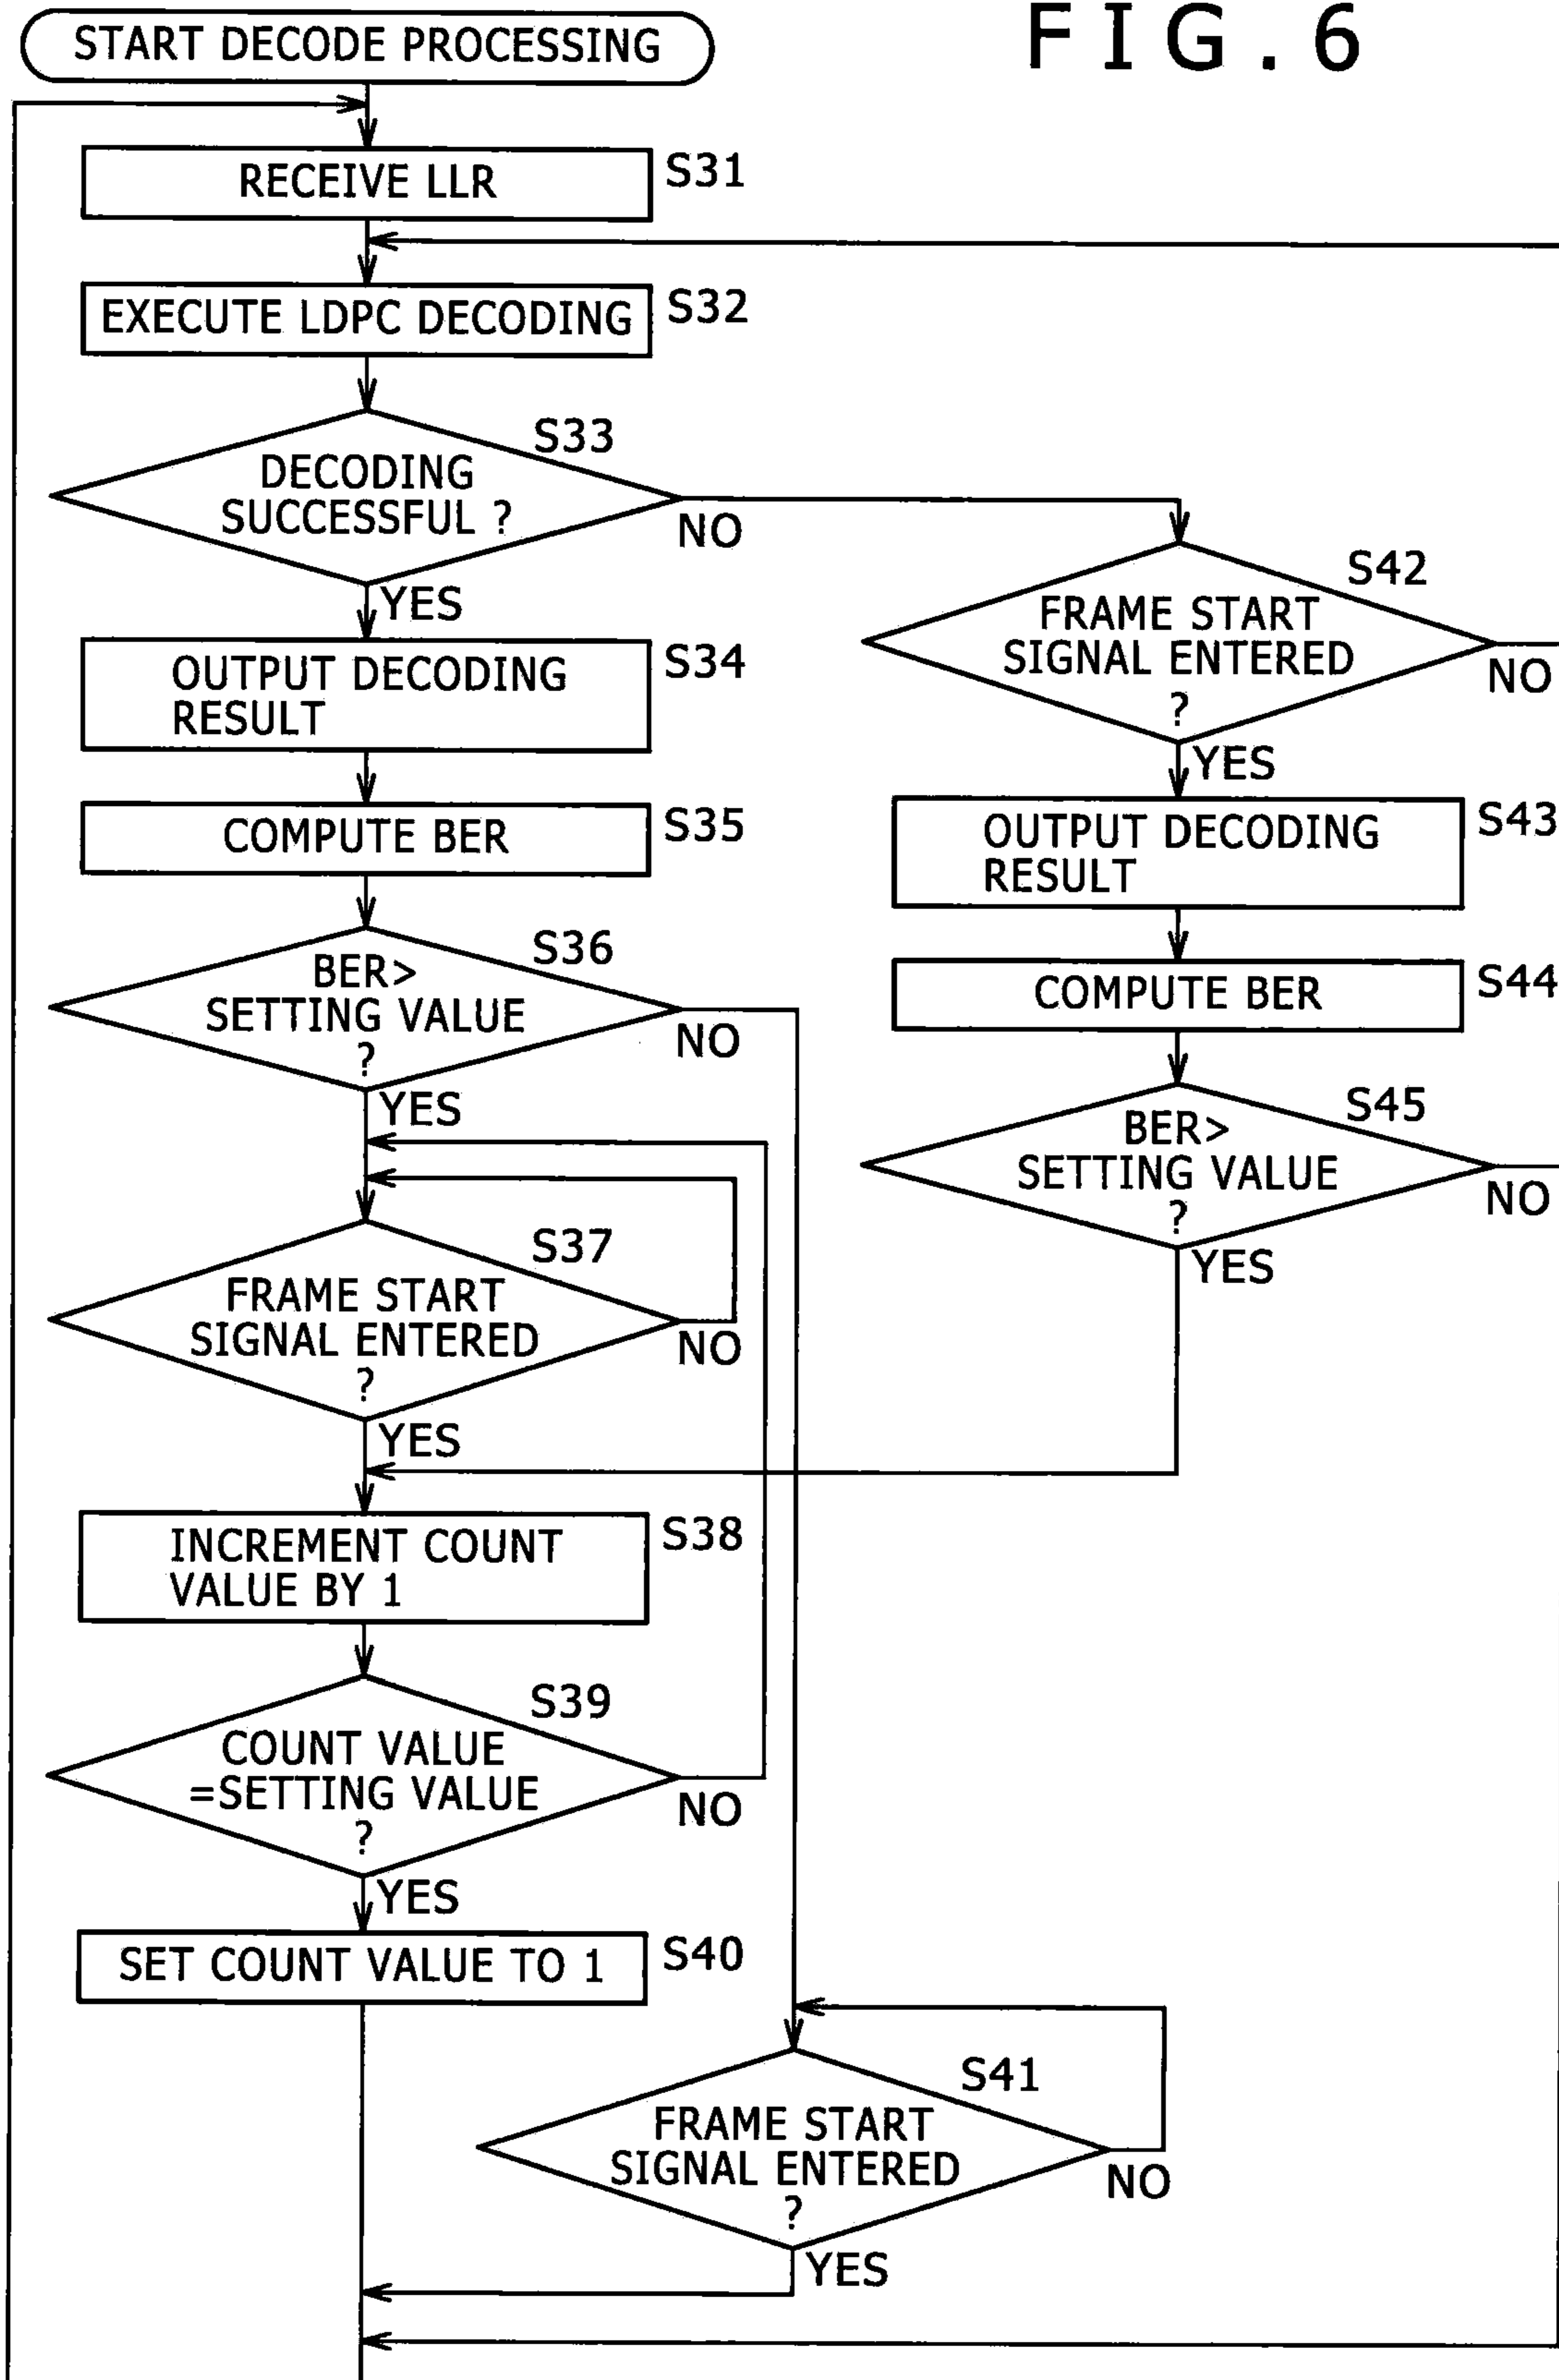 FIG.6
START DECODE PROCESSING
RECEIVE LLR
S31
EXECUTE LDPC DECODING
S32
S33
DECODING
SUCCESSFUL ?
NO
YES
OUTPUT DECODING
RESULT
S34
COMPUTE BER
S35
S36
BER>
SETTING VALUE
?
NO
YES
S37
FRAME START
SIGNAL ENTERED
?
NO
YES
INCREMENT COUNT
VALUE BY 1
S38
S39
COUNT VALUE
=SETTING VALUE
?
NO
YES
SET COUNT VALUE TO 1
S40
S41
FRAME START
SIGNAL ENTERED
?
NO
YES
S42
FRAME START
SIGNAL ENTERED
?
NO
YES
OUTPUT DECODING
RESULT
S43
COMPUTE BER
S44
S45
BER>
SETTING VALUE
?
NO
YES